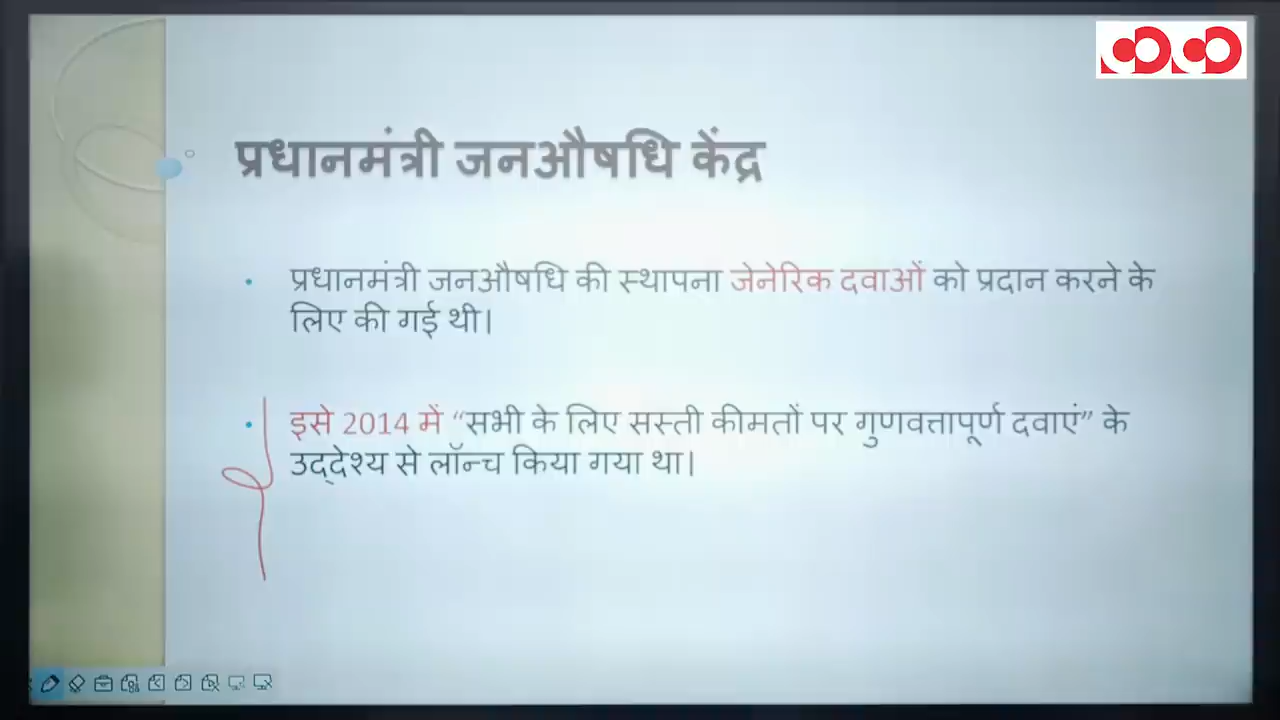 प्रधानमंत्री जनऔषधि केंद्र
• प्रधानमंत्री जनऔषधि की स्थापना जेनेरिक दवाओं को प्रदान करने के
लिए की गई थी।
• इसे 2014 में “सभी के लिए सस्ती कीमतों पर गुणवत्तापूर्ण दवाएं” के
उद्देश्य से लॉन्च किया गया था।